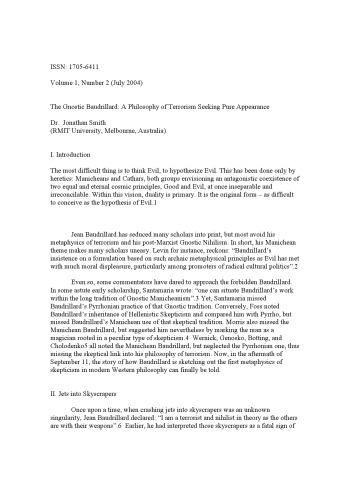 ISSN: 1705-6411
Volume 1, Number 2 (July 2004)
The Gnostic Baudrillard: A Philosophy of Terrorism Seeking Pure Appearance
Dr. Jonathan Smith
(RMIT University, Melbourne, Australia).
I. Introduction
The most difficult thing is to think Evil, to hypothesize Evil. This has been done only by
heretics: Manicheans and Cathars, both groups envisioning an antagonistic coexistence of
two equal and eternal cosmic principles, Good and Evil, at once inseparable and
irreconcilable. Within this vision, duality is primary. It is the original form – as difficult
to conceive as the hypothesis of Evil.1
Jean Baudrillard has seduced many scholars into print, but most avoid his
metaphysics of terrorism and his post-Marxist Gnostic Nihilism. In short, his Manichean
theme makes many scholars uneasy. Levin for instance, reckons: “Baudrillard’s
insistence on a formulation based on such archaic metaphysical principles as Evil has met
with much moral displeasure, particularly among promoters of radical cultural politics”.2
Even so, some commentators have dared to approach the forbidden Baudrillard.
In some astute early scholarship, Santamaria wrote: “one can situate Baudrillard’s work
within the long tradition of Gnostic Manicheanism”.3 Yet, Santamaria missed
Baudrillard’s Pyrrhonian practice of that Gnostic tradition. Conversely, Foss noted
Baudrillard’s inheritance of Hellenistic Skepticism and compared him with Pyrrho, but
missed Baudrillard’s Manichean use of that skeptical tradition. Morris also missed the
Manichean Baudrillard, but suggested him nevertheless by marking the man as a
magician rooted in a peculiar type of skepticism.4 Wernick, Genosko, Botting, and
Cholodenko5 all noted the Manichean Baudrillard, but neglected the Pyrrhonian one, thus
missing the skeptical link into his philosophy of terrorism. Now, in the aftermath of
September 11, the story of how Baudrillard is sketching out the first metaphysics of
skepticism in modern Western philosophy can finally be told.
II. Jets into Skyscrapers
Once upon a time, when crashing jets into skyscrapers was an unknown
singularity, Jean Baudrillard declared: “I am a terrorist and nihilist in theory as the others
are with their weapons”.6 Earlier, he had interpreted those skyscrapers as a fatal sign of